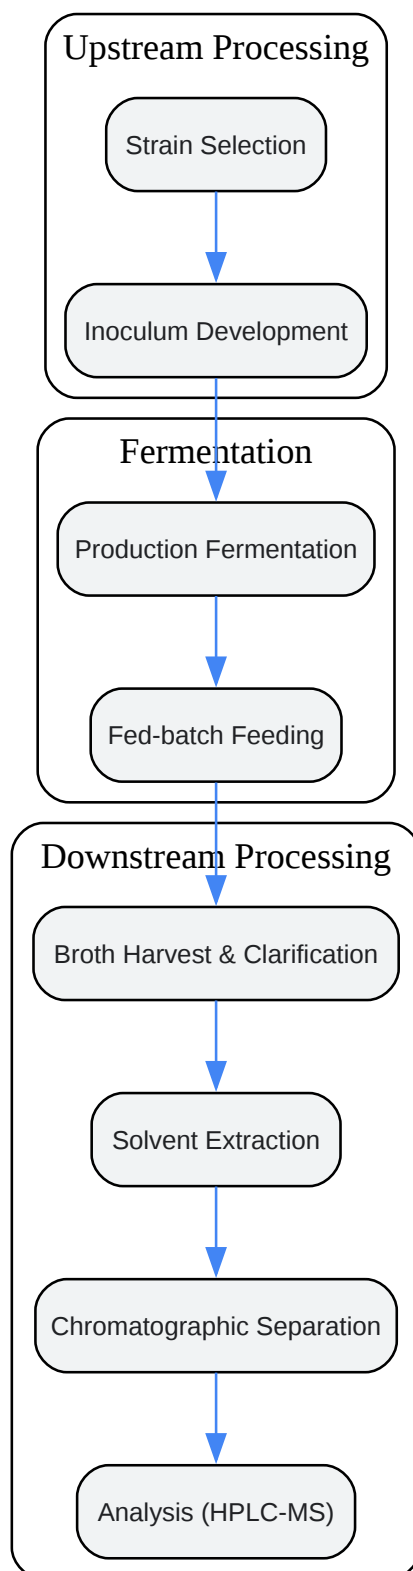 Upstream Processing
Strain Selection
Inoculum Development
Fermentation
Production Fermentation
Fed-batch Feeding
Downstream Processing
Broth Harvest & Clarification
Solvent Extraction
Chromatographic Separation
Analysis (HPLC-MS)